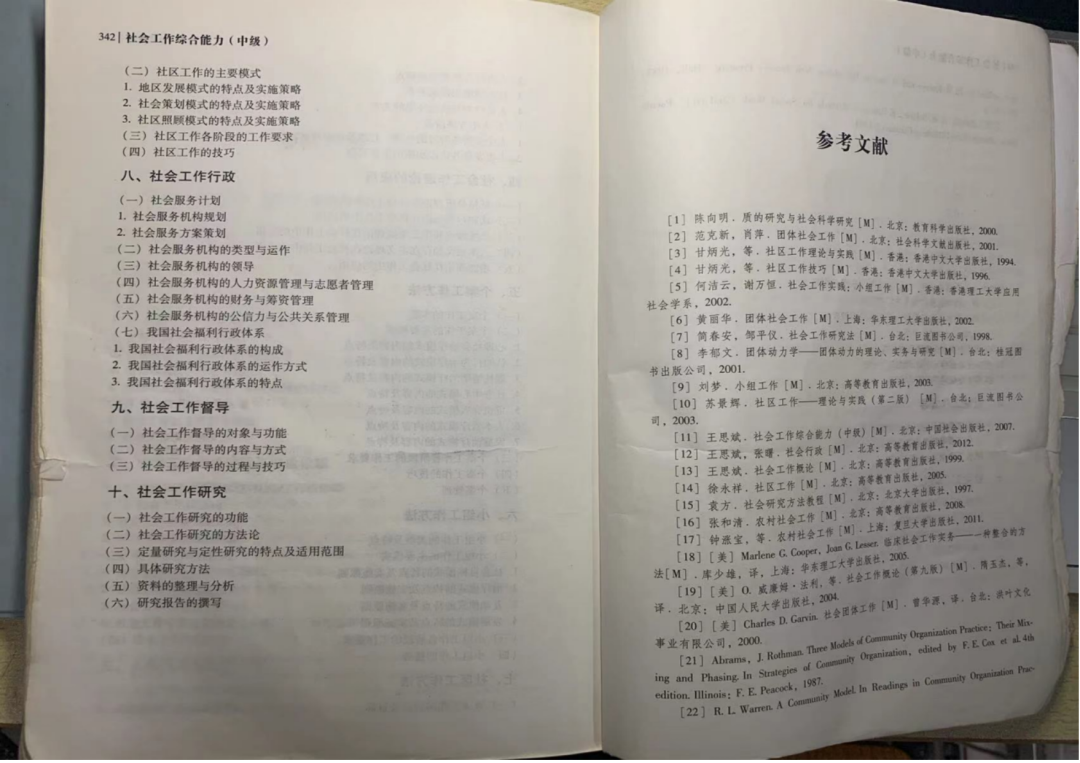 342 | 社会工作综合能力（中级）
（二）社区工作的主要模式
1. 地区发展模式的特点及实施策略
2. 社会策划模式的特点及实施策略
3. 社区照顾模式的特点及实施策略
（三）社区工作各阶段的工作要求
（四）社区工作的技巧
八、社会工作行政
（一）社会服务计划
1. 社会服务机构规划
2. 社会服务方案策划
（二）社会服务机构的类型与运作
（三）社会服务机构的领导
（四）社会服务机构的人力资源管理与志愿者管理
（五）社会服务机构的财务与筹资管理
（六）社会服务机构的公信力与公共关系管理
（七）我国社会福利行政体系
1. 我国社会福利行政体系的构成
2. 我国社会福利行政体系的运作方式
3. 我国社会福利行政体系的特点
九、社会工作督导
（一）社会工作督导的对象与功能
（二）社会工作督导的内容与方式
（三）社会工作督导的过程与技巧
十、社会工作研究
（一）社会工作研究的功能
（二）社会工作研究的方法论
（三）定量研究与定性研究的特点及适用范围
（四）具体研究方法
（五）资料的整理与分析
（六）研究报告的撰写
参考文献
[1] 陈向明．质的研究与社会科学研究[M]．北京：教育科学出版社，2000.
[2] 范克新，肖萍．团体社会工作[M]．北京：社会科学文献出版社，2001.
[3] 甘炳光，等．社区工作理论与实践[M]．香港：香港中文大学出版社，1994.
[4] 甘炳光，等．社区工作技巧[M]．香港：香港中文大学出版社，1996.
[5] 何洁云，谢万恒．社会工作实践：小组工作[M]．香港：香港理工大学应用
社会学系，2002.
[6] 黄丽华．团体社会工作[M]．上海：华东理工大学出版社，2002.
[7] 简春安，邹平仪．社会工作研究法[M]．台北：巨流图书公司，1998.
[8] 李郁文．团体动力学——团体动力的理论、实务与研究[M]．台北：桂冠图
书出版公司，2001.
[9] 刘梦．小组工作[M]．北京：高等教育出版社，2003.
[10] 苏景辉．社区工作——理论与实践（第二版）[M]．台北：巨流图书公
司，2003.
[11] 王思斌．社会工作综合能力（中级）[M]．北京：中国社会出版社，2007.
[12] 王思斌，张曙．社会行政[M]．北京：高等教育出版社，2012.
[13] 王思斌．社会工作概论[M]．北京：高等教育出版社，1999.
[14] 徐永祥．社区工作[M]．北京：高等教育出版社，2005.
[15] 袁方．社会研究方法教程[M]．北京：北京大学出版社，1997.
[16] 张和清．农村社会工作[M]．北京：高等教育出版社，2008.
[17] 钟涨宝，等．农村社会工作[M]．上海：复旦大学出版社，2011.
[18] [美] Marlene G. Cooper, Joan G. Lesser. 临床社会工作实务——一种整合的方
法[M]．库少雄，译．上海：华东理工大学出版社，2005.
[19] [美] O. 威廉姆·法利，等．社会工作概论（第九版）[M]．隋玉杰，等，
译．北京：中国人民大学出版社，2004.
[20] [美] Charles D. Garvin. 社会团体工作[M]．曾华源，译．台北：洪叶文化
事业有限公司，2000.
[21] Abrams, J. Rothman. Three Models of Community Organization Practice: Their Mix-
ing and Phasing. In Strategies of Community Organization, edited by F. E. Cox et al. 4th
edition. Illinois: F. E. Peacock, 1987.
[22] R. L. Warren. A Community Model. In Readings in Community Organization Prac-